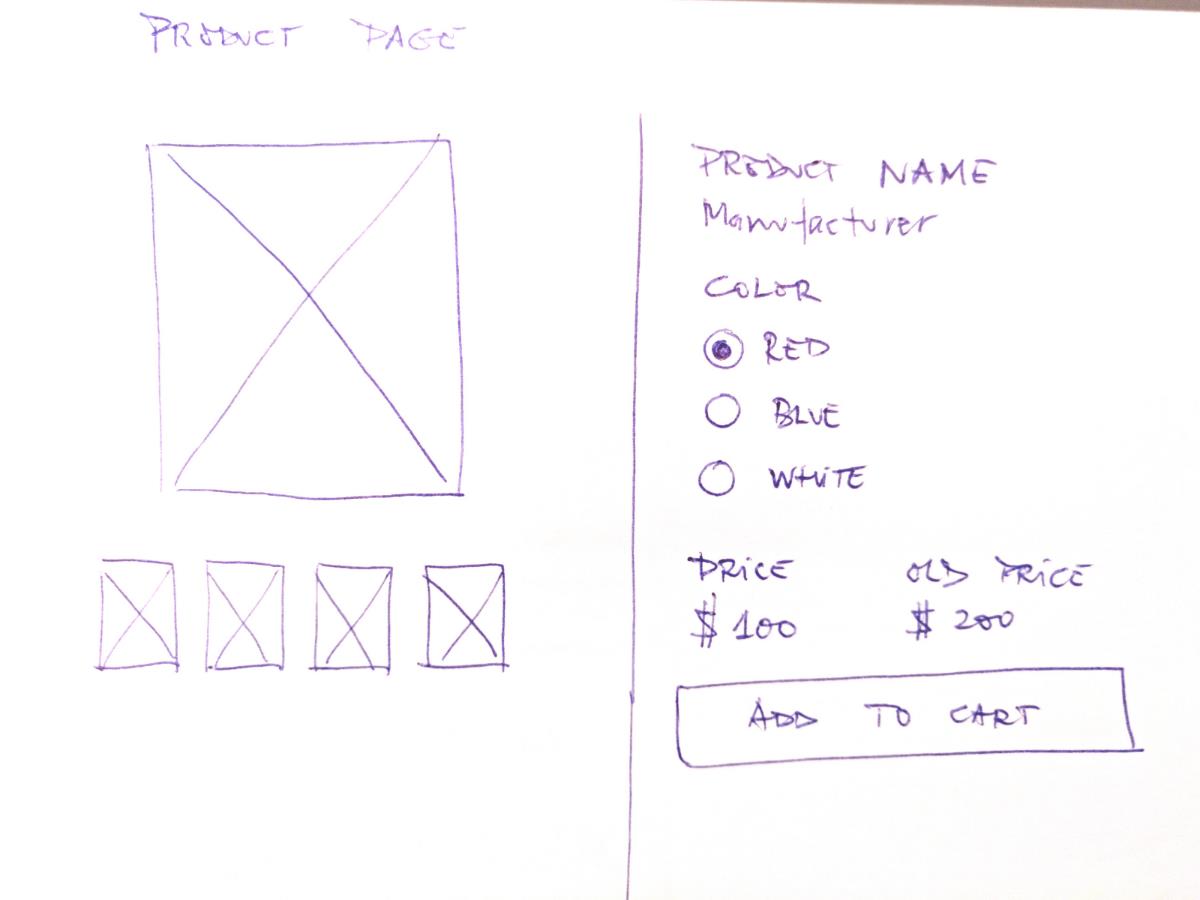 PRODUCT PAGE
PRODUCT NAME
Manufacturer
COLOR
RED
BLUE
WHITE
PRICE OLD PRICE
$ 100 $ 200
ADD TO CART